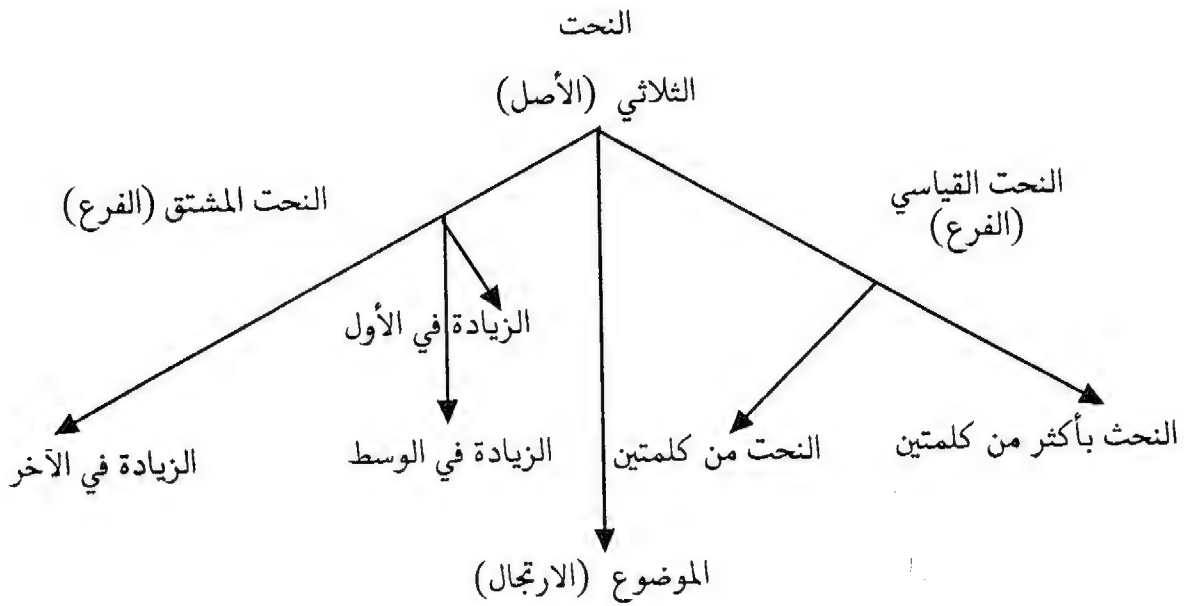 النحت
الثلاثي (الأصل)
النحت القياسي
(الفرع)
النحت المشتق (الفرع)
الزيادة في الأول
النحث بأكثر من كلمتين
النحت من كلمتين
الزيادة في الوسط
الزيادة في الآخر
الموضوع (الارتجال)